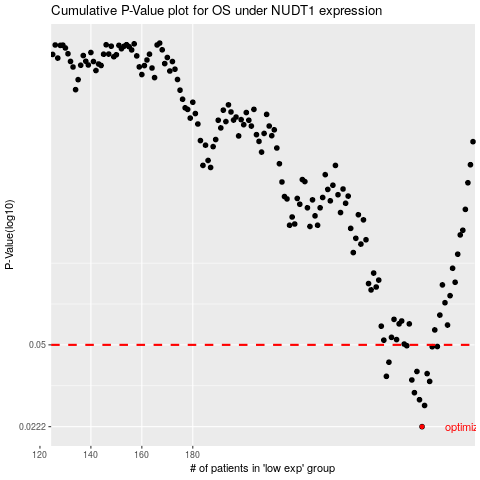 Cumulative P-Value plot for OS under NUDT1 expression
P-Value(log10)
0.05
0.0222
optimiz
120 140 160 180
# of patients in 'low exp' group